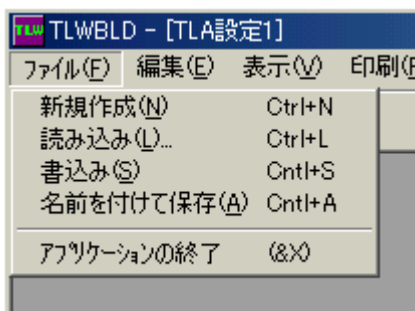 TLW TLWBLD - [TLA設定1]
ファイル(F) 編集(E) 表示(V) 印刷(
新規作成(N) Ctrl+N
読み込み(L)... Ctrl+L
書込み(S) Cntl+S
名前を付けて保存(A) Cntl+A
アプリケーションの終了 (&X)